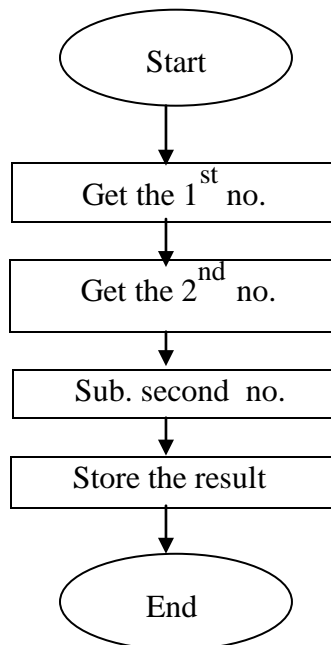 Start
Get the 1st no.
Get the 2nd no.
Sub. second no.
Store the result
End